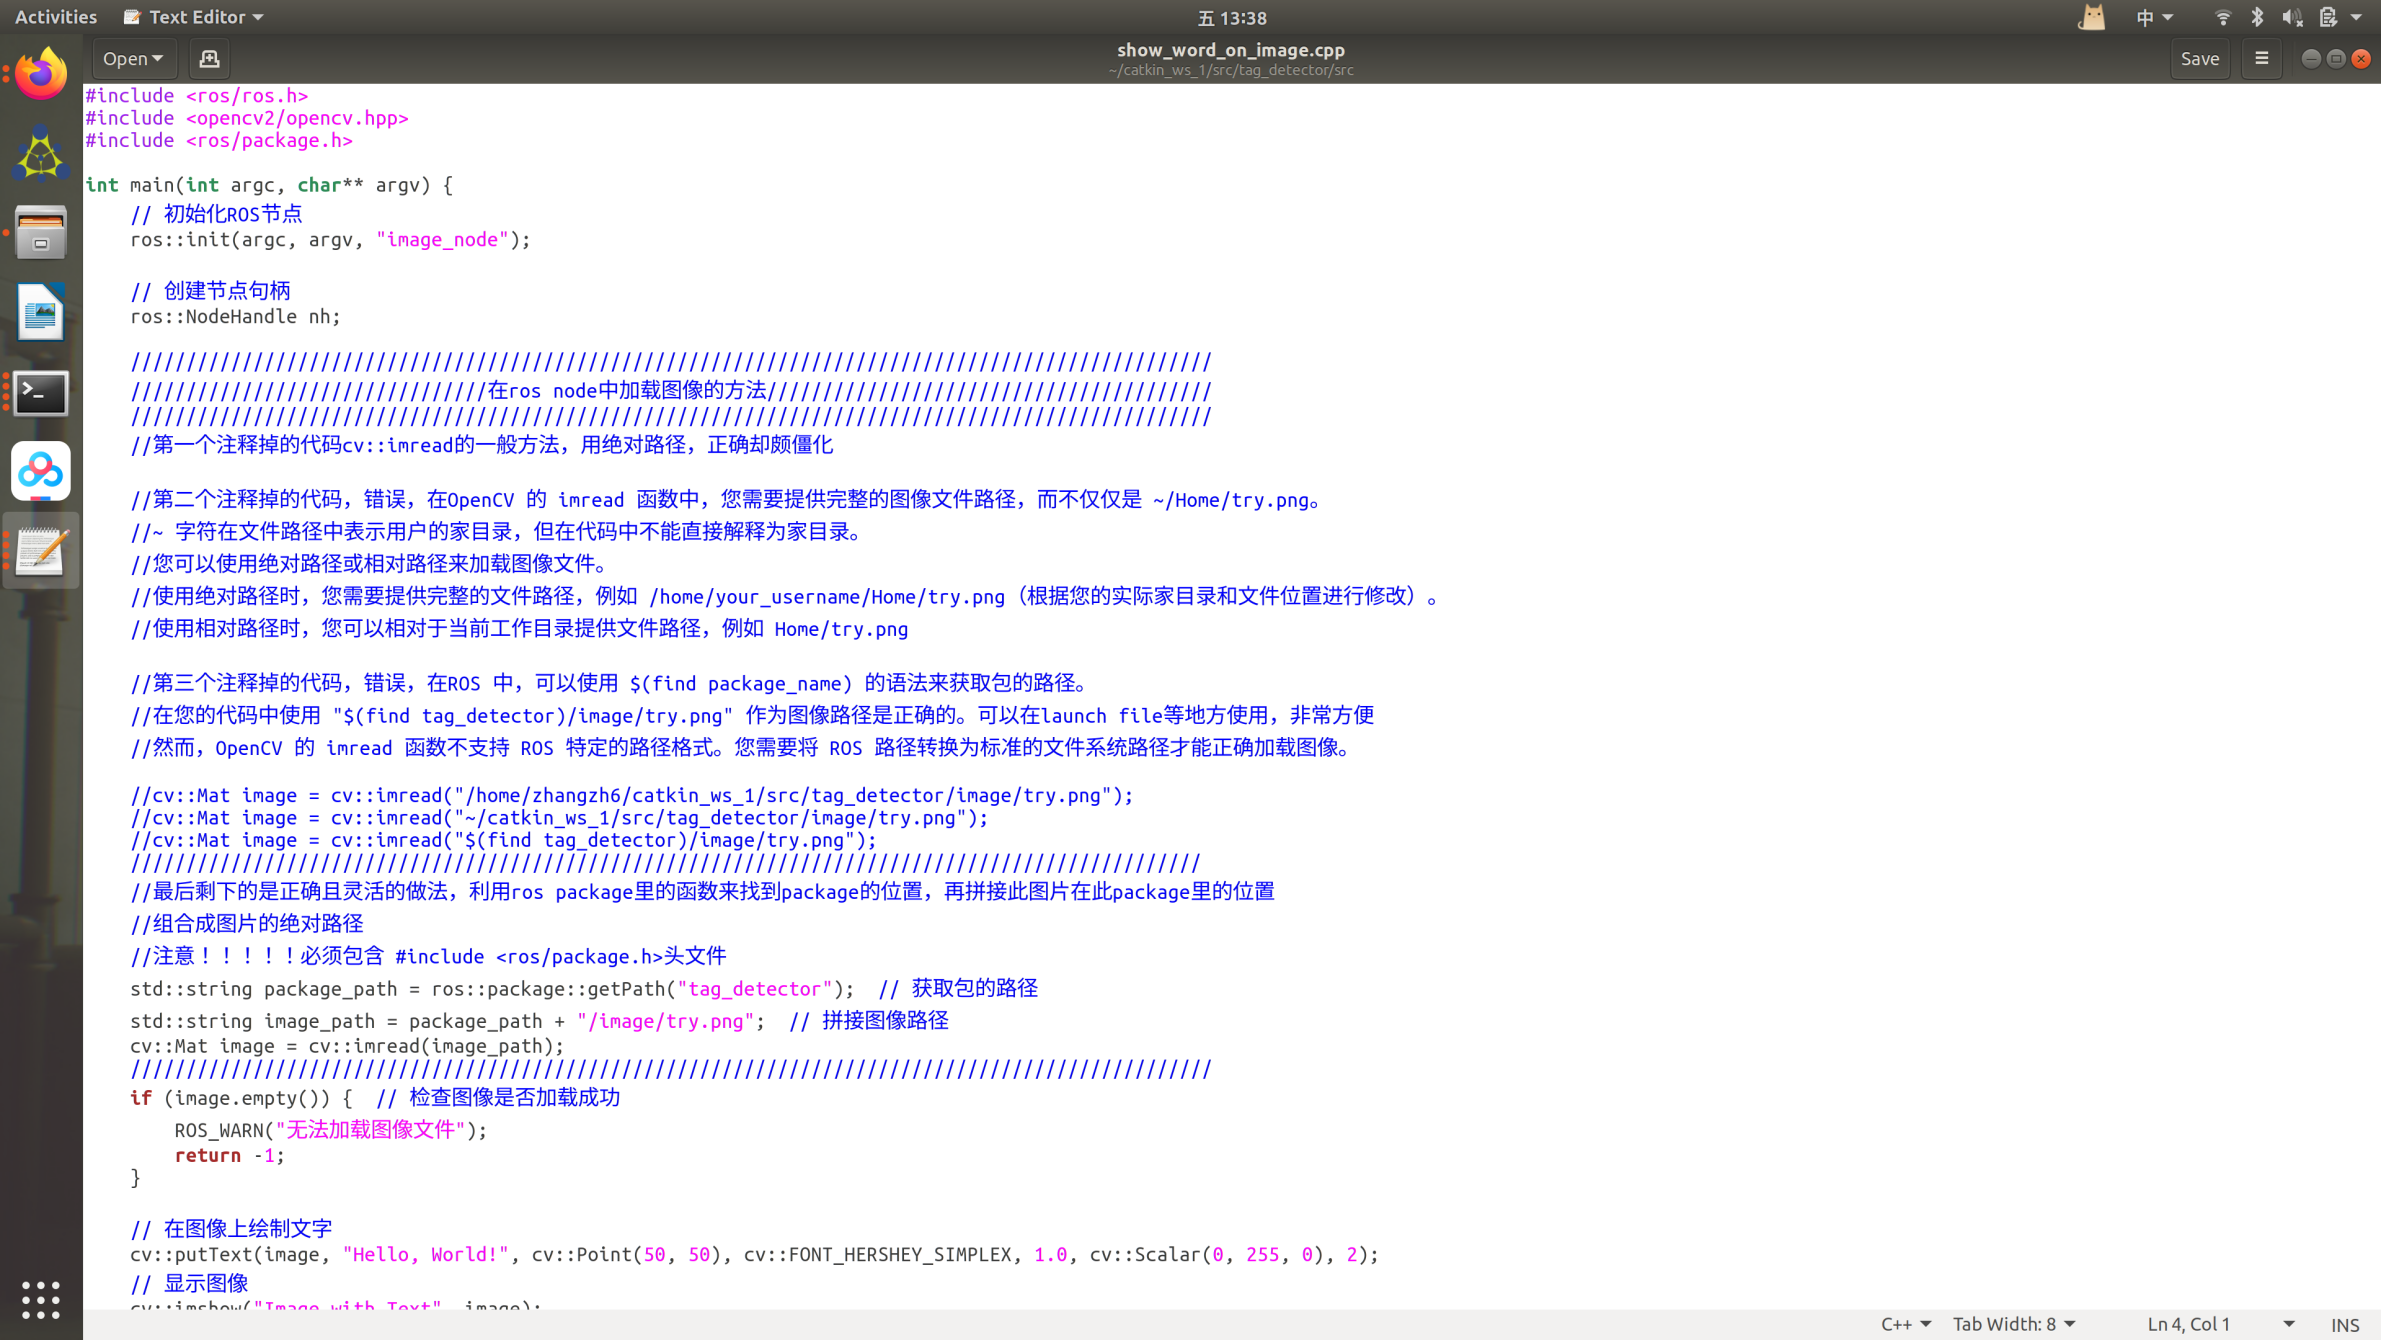 Activities Text Editor 五 13:38 中
Open show_word_on_image.cpp Save
~/catkin_ws_1/src/tag_detector/src
#include <ros/ros.h>
#include <opencv2/opencv.hpp>
#include <ros/package.h>
int main(int argc, char** argv) {
// 初始化ROS节点
ros::init(argc, argv, "image_node");
// 创建节点句柄
ros::NodeHandle nh;
/////////////////////////////////////////////////////////////////////////////////////////////////
////////////////////////////////在ros node中加载图像的方法////////////////////////////////////////
/////////////////////////////////////////////////////////////////////////////////////////////////
//第一个注释掉的代码cv::imread的一般方法，用绝对路径，正确却颇僵化
//第二个注释掉的代码，错误，在OpenCV 的 imread 函数中，您需要提供完整的图像文件路径，而不仅仅是 ~/Home/try.png。
//~ 字符在文件路径中表示用户的家目录，但在代码中不能直接解释为家目录。
//您可以使用绝对路径或相对路径来加载图像文件。
//使用绝对路径时，您需要提供完整的文件路径，例如 /home/your_username/Home/try.png（根据您的实际家目录和文件位置进行修改）。
//使用相对路径时，您可以相对于当前工作目录提供文件路径，例如 Home/try.png
//第三个注释掉的代码，错误，在ROS 中，可以使用 $(find package_name) 的语法来获取包的路径。
//在您的代码中使用 "$(find tag_detector)/image/try.png" 作为图像路径是正确的。可以在launch file等地方使用，非常方便
//然而，OpenCV 的 imread 函数不支持 ROS 特定的路径格式。您需要将 ROS 路径转换为标准的文件系统路径才能正确加载图像。
//cv::Mat image = cv::imread("/home/zhangzh6/catkin_ws_1/src/tag_detector/image/try.png");
//cv::Mat image = cv::imread("~/catkin_ws_1/src/tag_detector/image/try.png");
//cv::Mat image = cv::imread("$(find tag_detector)/image/try.png");
////////////////////////////////////////////////////////////////////////////////////////////////
//最后剩下的是正确且灵活的做法，利用ros package里的函数来找到package的位置，再拼接此图片在此package里的位置
//组合成图片的绝对路径
//注意！！！！！必须包含 #include <ros/package.h>头文件
std::string package_path = ros::package::getPath("tag_detector");  // 获取包的路径
std::string image_path = package_path + "/image/try.png";  // 拼接图像路径
cv::Mat image = cv::imread(image_path);
/////////////////////////////////////////////////////////////////////////////////////////////////
if (image.empty()) {  // 检查图像是否加载成功
ROS_WARN("无法加载图像文件");
return -1;
}
// 在图像上绘制文字
cv::putText(image, "Hello, World!", cv::Point(50, 50), cv::FONT_HERSHEY_SIMPLEX, 1.0, cv::Scalar(0, 255, 0), 2);
// 显示图像
cv::imshow("Image with Text", image);
C++ Tab Width: 8 Ln 4, Col 1 INS